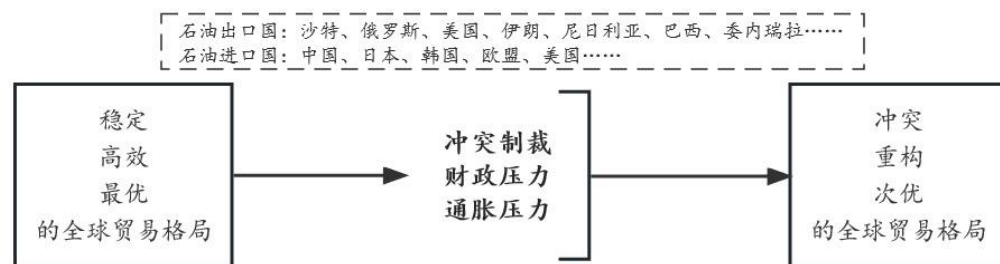 石油出口国：沙特、俄罗斯、美国、伊朗、尼日利亚、巴西、委内瑞拉……
石油进口国：中国、日本、韩国、欧盟、美国……
稳定
高效
最优
的全球贸易格局
冲突制裁
财政压力
通胀压力
冲突
重构
次优
的全球贸易格局